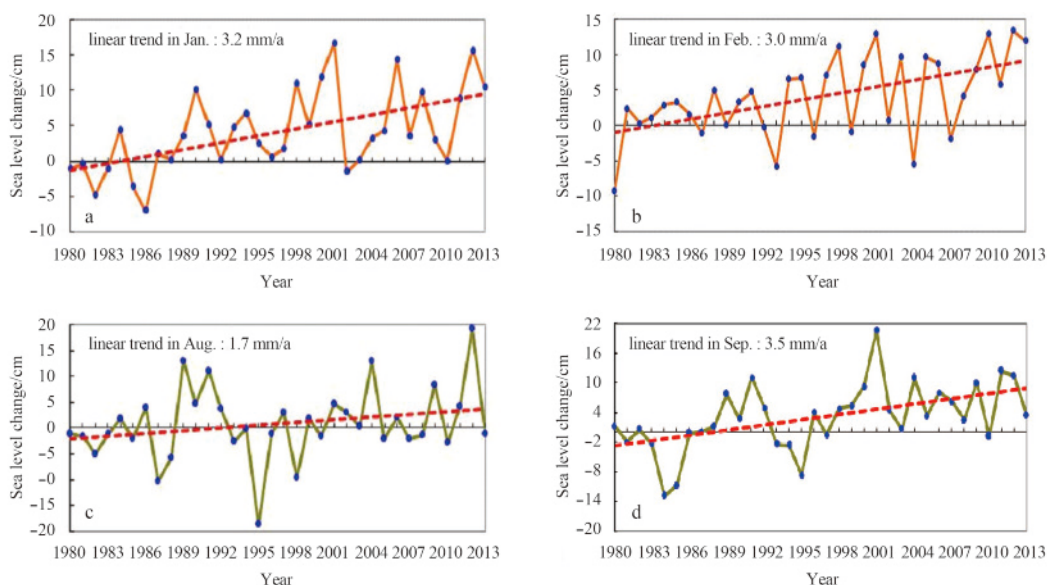 a
20
15
10
5
0
−5
−10
Sea level change/cm
linear trend in Jan. : 3.2 mm/a
a
1980 1983 1986 1989 1992 1995 1998 2001 2004 2007 2010 2013
Year
b
15
10
5
0
−5
−10
15
Sea level change/cm
linear trend in Feb. : 3.0 mm/a
b
1980 1983 1986 1989 1992 1995 1998 2001 2004 2007 2010 2013
Year
20
15
10
5
0
−5
−10
−15
−20
Sea level change/cm
linear trend in Aug. : 1.7 mm/a
c
1980 1983 1986 1989 1992 1995 1998 2001 2004 2007 2010 2013
Year
22
16
10
4
−2
−8
−14
−20
Sea level change/cm
linear trend in Sep. : 3.5 mm/a
d
1980 1983 1986 1989 1992 1995 1998 2001 2004 2007 2010 2013
Year